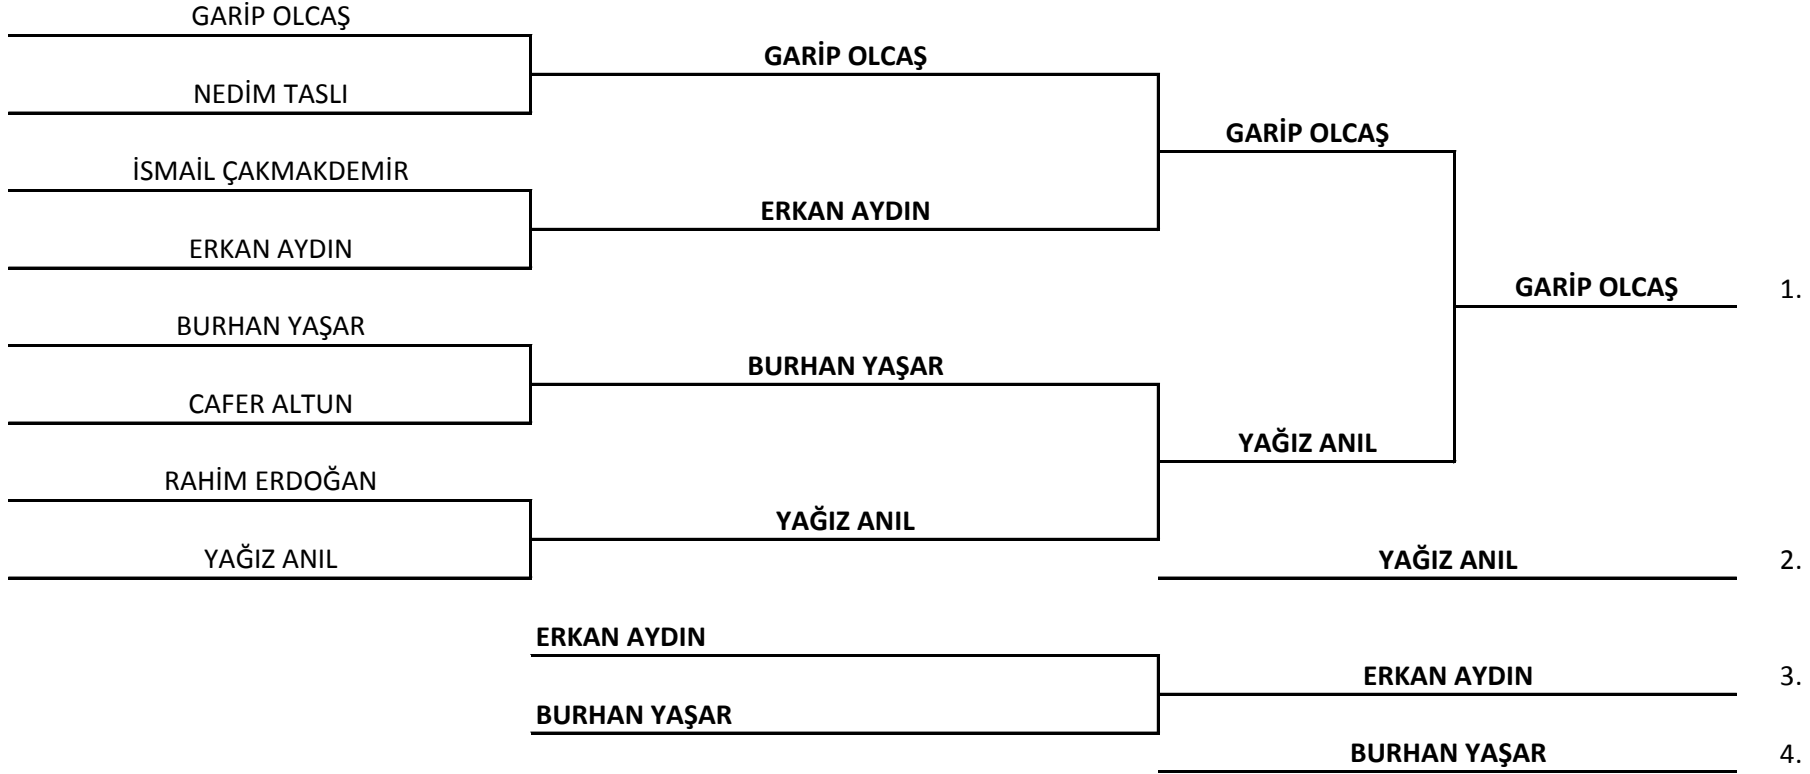 GARİP OLCAŞ
GARİP OLCAŞ
NEDİM TASLI
GARİP OLCAŞ
İSMAİL ÇAKMAKDEMİR
ERKAN AYDIN
ERKAN AYDIN
GARİP OLCAŞ 1.
BURHAN YAŞAR
BURHAN YAŞAR
CAFER ALTUN
YAĞIZ ANIL
RAHİM ERDOĞAN
YAĞIZ ANIL
YAĞIZ ANIL
YAĞIZ ANIL 2.
ERKAN AYDIN
ERKAN AYDIN 3.
BURHAN YAŞAR
BURHAN YAŞAR 4.